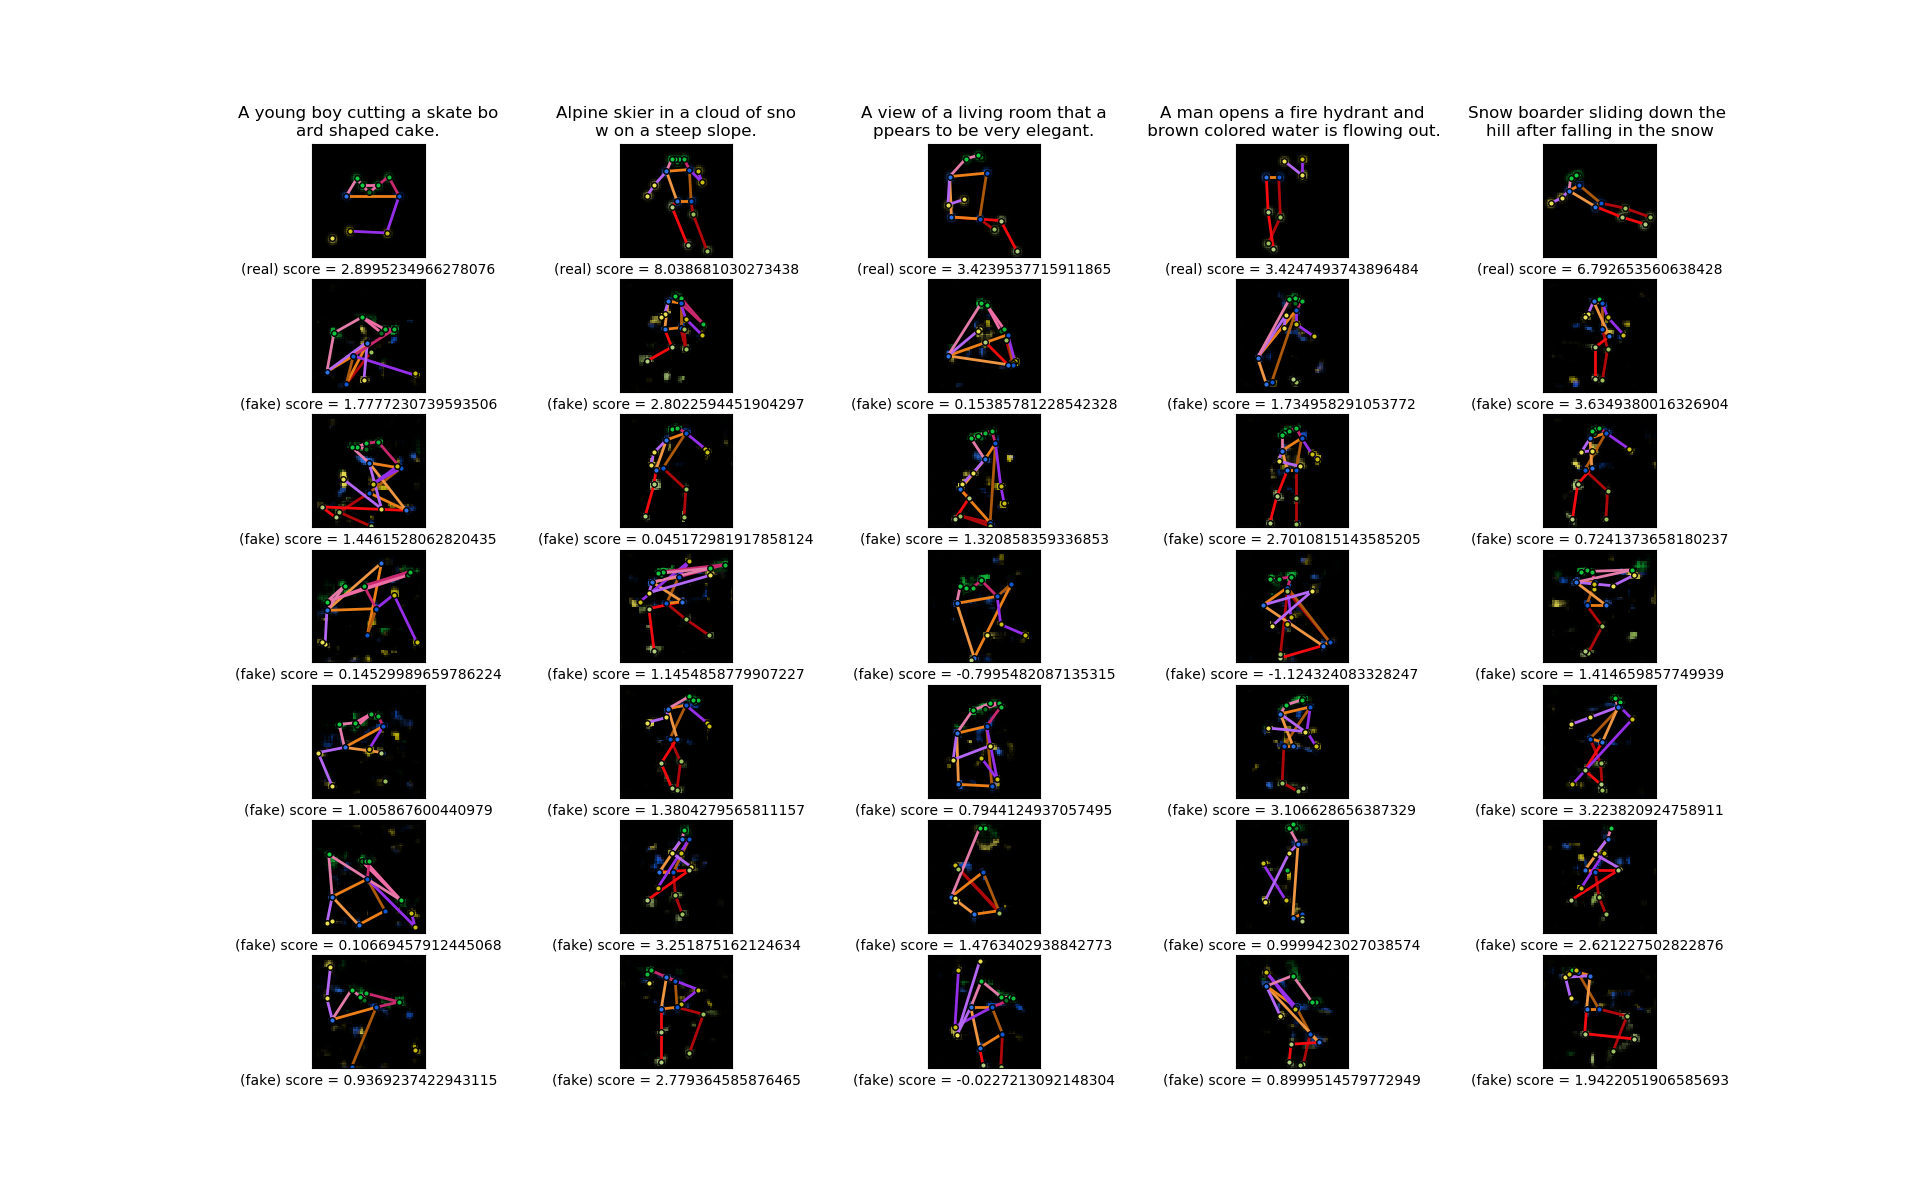 A young boy cutting a skate bo
ard shaped cake.
Alpine skier in a cloud of sno
w on a steep slope.
A view of a living room that a
ppears to be very elegant.
A man opens a fire hydrant and
brown colored water is flowing out.
Snow boarder sliding down the
hill after falling in the snow
(real) score = 2.8995234966278076
(real) score = 8.038681030273438
(real) score = 3.4239537715911865
(real) score = 3.4247493743896484
(real) score = 6.792653560638428
(fake) score = 1.7777230739593506
(fake) score = 2.8022594451904297
(fake) score = 0.15385781228542328
(fake) score = 1.734958291053772
(fake) score = 3.6349380016326904
(fake) score = 1.4461528062820435
(fake) score = 0.045172981917858124
(fake) score = 1.320858359336853
(fake) score = 2.7010815143585205
(fake) score = 0.7241373658180237
(fake) score = 0.14529989659786224
(fake) score = 1.1454858779907227
(fake) score = -0.7995482087135315
(fake) score = -1.124324083328247
(fake) score = 1.414659857749939
(fake) score = 1.005867600440979
(fake) score = 1.3804279565811157
(fake) score = 0.7944124937057495
(fake) score = 3.106628656387329
(fake) score = 3.223820924758911
(fake) score = 0.10669457912445068
(fake) score = 3.251875162124634
(fake) score = 1.4763402938842773
(fake) score = 0.9999423027038574
(fake) score = 2.621227502822876
(fake) score = 0.9369237422943115
(fake) score = 2.779364585876465
(fake) score = -0.0227213092148304
(fake) score = 0.8999514579772949
(fake) score = 1.9422051906585693